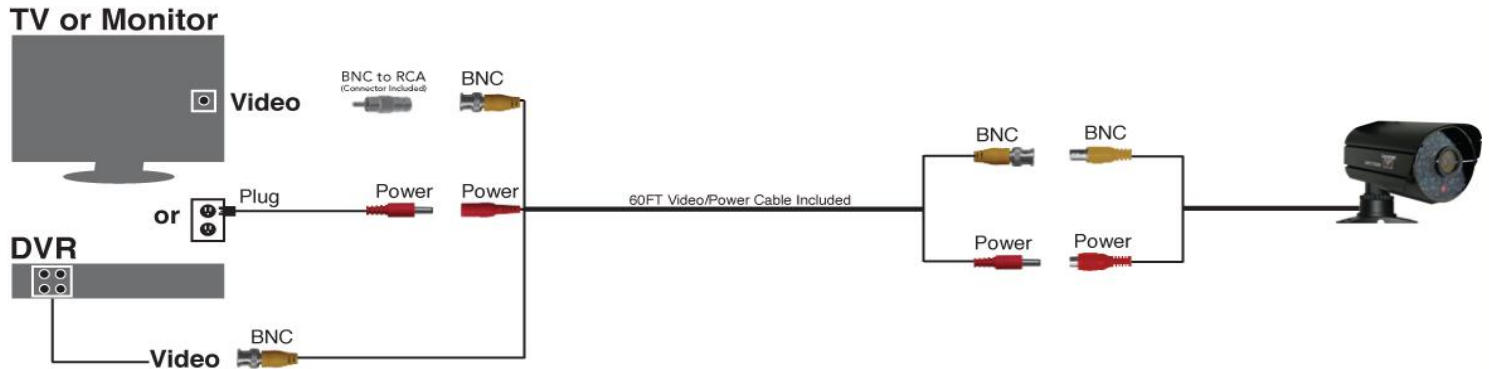 TV or Monitor
Video
BNC to RCA
(Connector Included)
BNC
Plug
Power
Power
or
DVR
Video
BNC
60FT Video/Power Cable Included
BNC
BNC
Power
Power